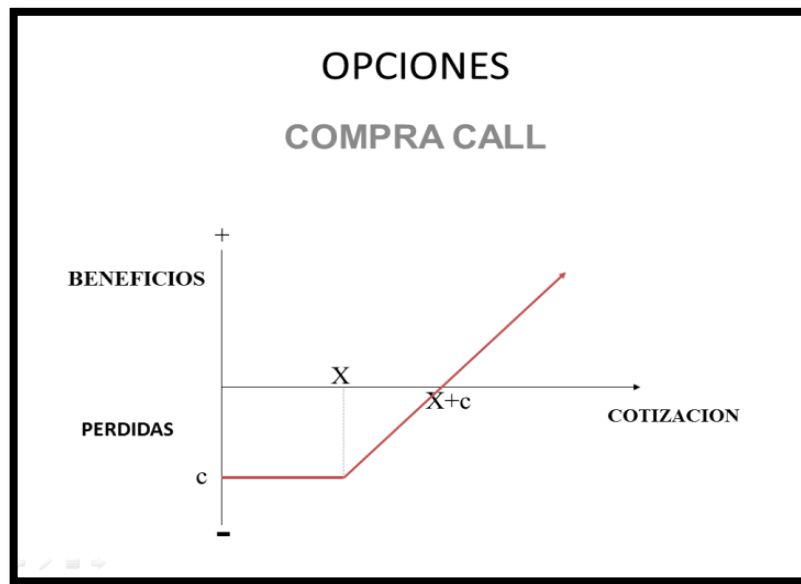 OPCIONES
COMPRA CALL
+
BENEFICIOS
X
X+c
COTIZACION
PERDIDAS
c
-